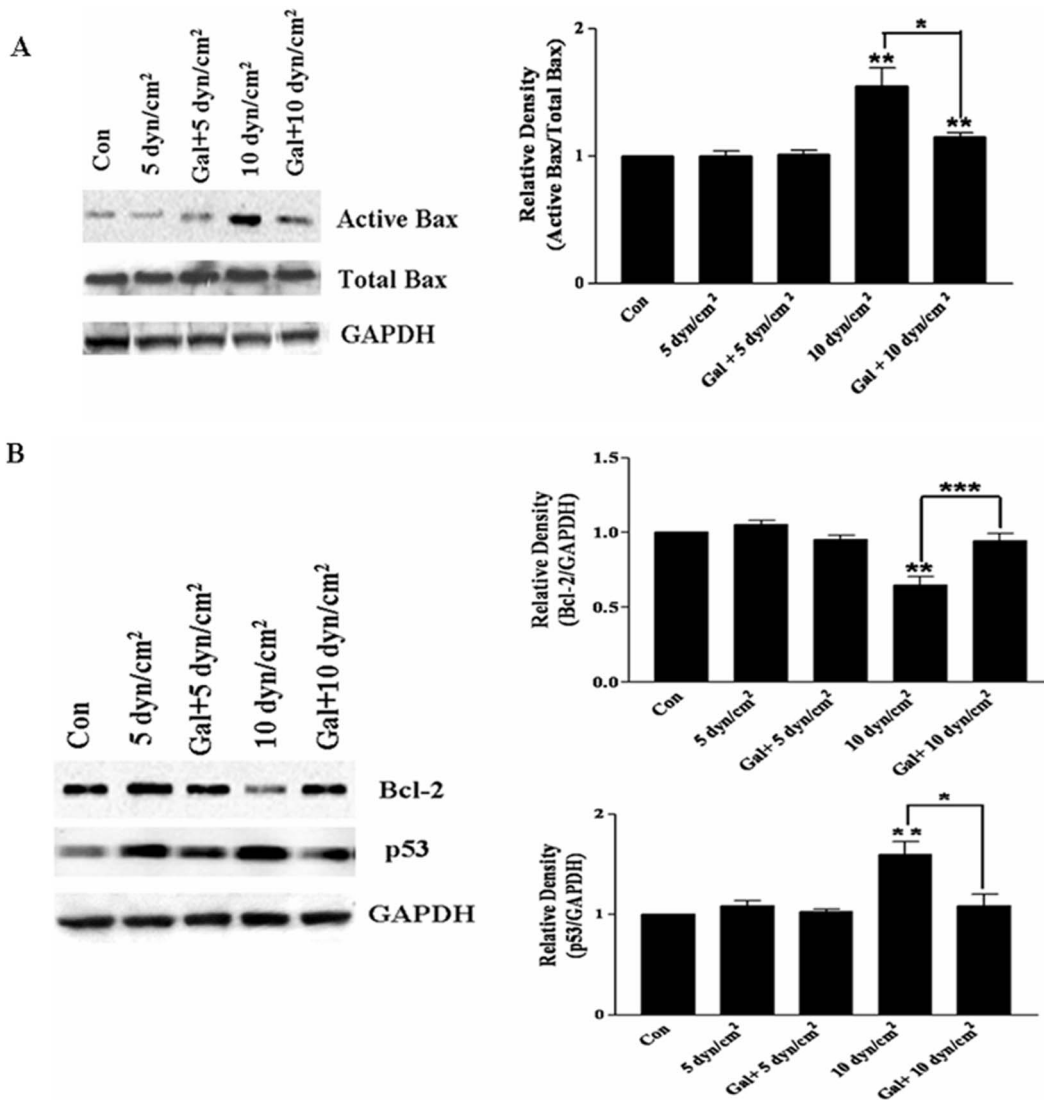 A
Con
5 dyn/cm²
Gal+5 dyn/cm²
10 dyn/cm²
Gal+10 dyn/cm²
Active Bax
Total Bax
GAPDH
Relative Density
(Active Bax/Total Bax)
2
1
0
**
*
**
Con
5 dyn/cm²
Gal + 5 dyn/cm²
10 dyn/cm²
Gal + 10 dyn/cm²
B
Con
5 dyn/cm²
Gal+5 dyn/cm²
10 dyn/cm²
Gal+10 dyn/cm²
Bcl-2
p53
GAPDH
Relative Density
(Bcl-2/GAPDH)
1.5
1.0
0.5
0.0
**
***
Con
5 dyn/cm²
Gal+ 5 dyn/cm²
10 dyn/cm²
Gal+ 10 dyn/cm²
Relative Density
(p53/GAPDH)
2
1
0
**
*
Con
5 dyn/cm²
Gal+ 5 dyn/cm²
10 dyn/cm²
Gal+ 10 dyn/cm²